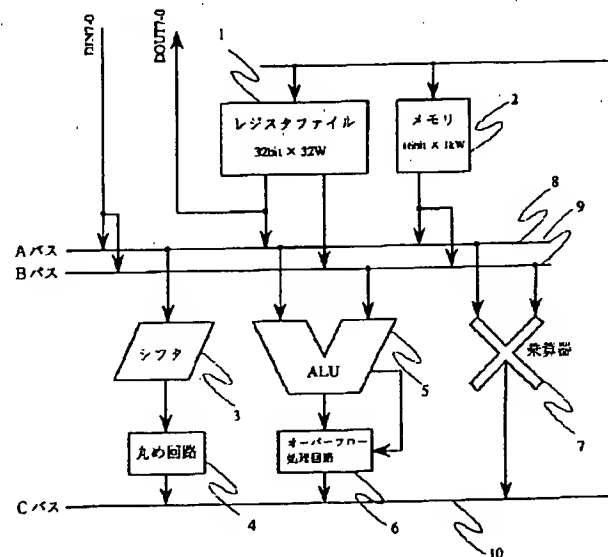 DIN7-0
DOUT7-0
1
レジスタファイル
32bit × 32W
メモリ
16bit × 1kW
2
8
9
Aバス
Bバス
シフタ
3
ALU
5
乗算器
7
丸め回路
4
オーバーフロー
処理回路
6
Cバス
10